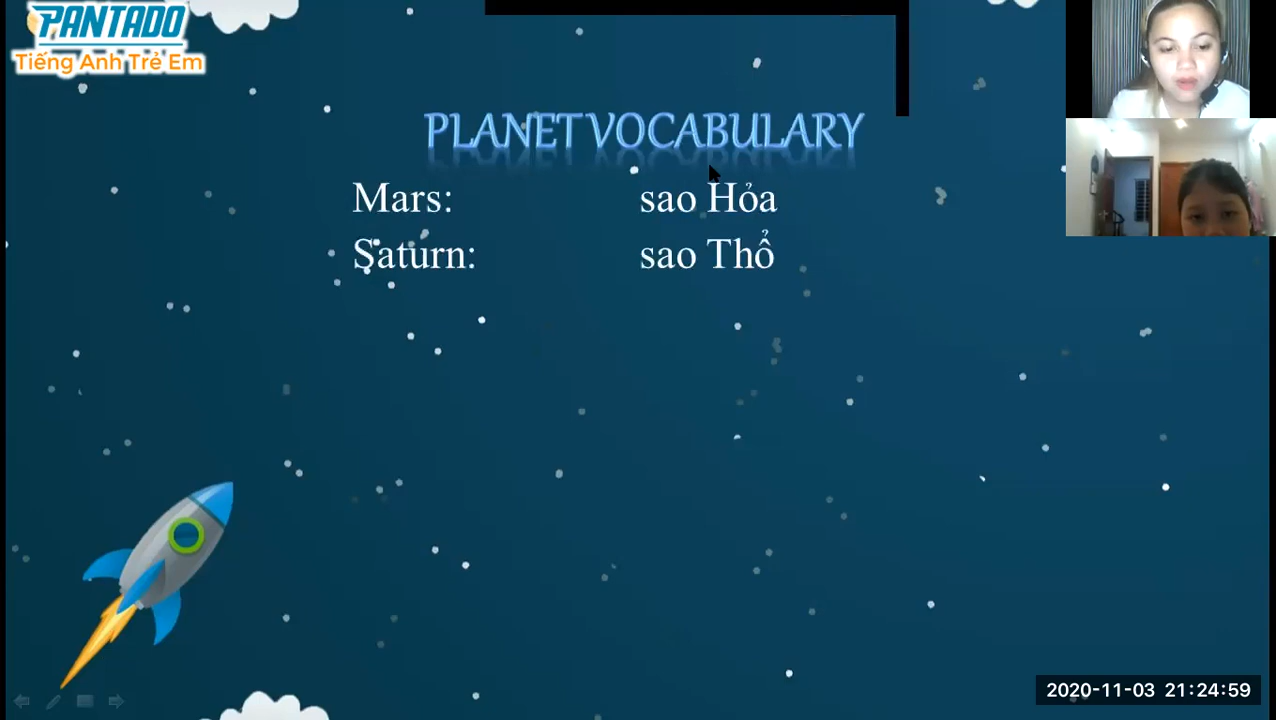 PANTADO
Tiếng Anh Trẻ Em
PLANET VOCABULARY
Mars: sao Hỏa
Saturn: sao Thổ
2020-11-03 21:24:59